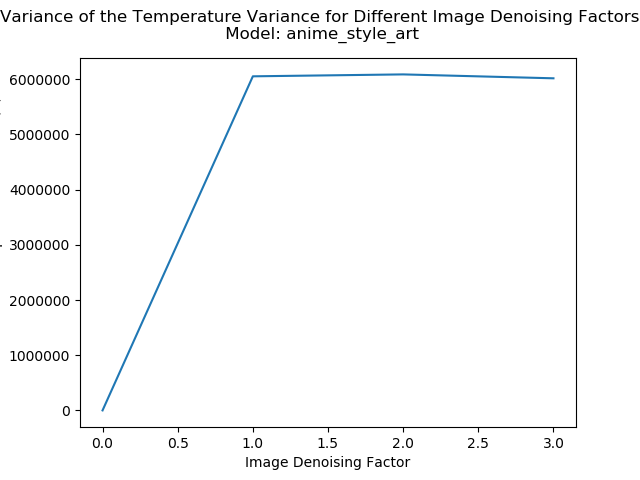 Variance of the Temperature Variance for Different Image Denoising Factors
Model: anime_style_art
6000000
5000000
4000000
3000000
2000000
1000000
0
0.0 0.5 1.0 1.5 2.0 2.5 3.0
Image Denoising Factor